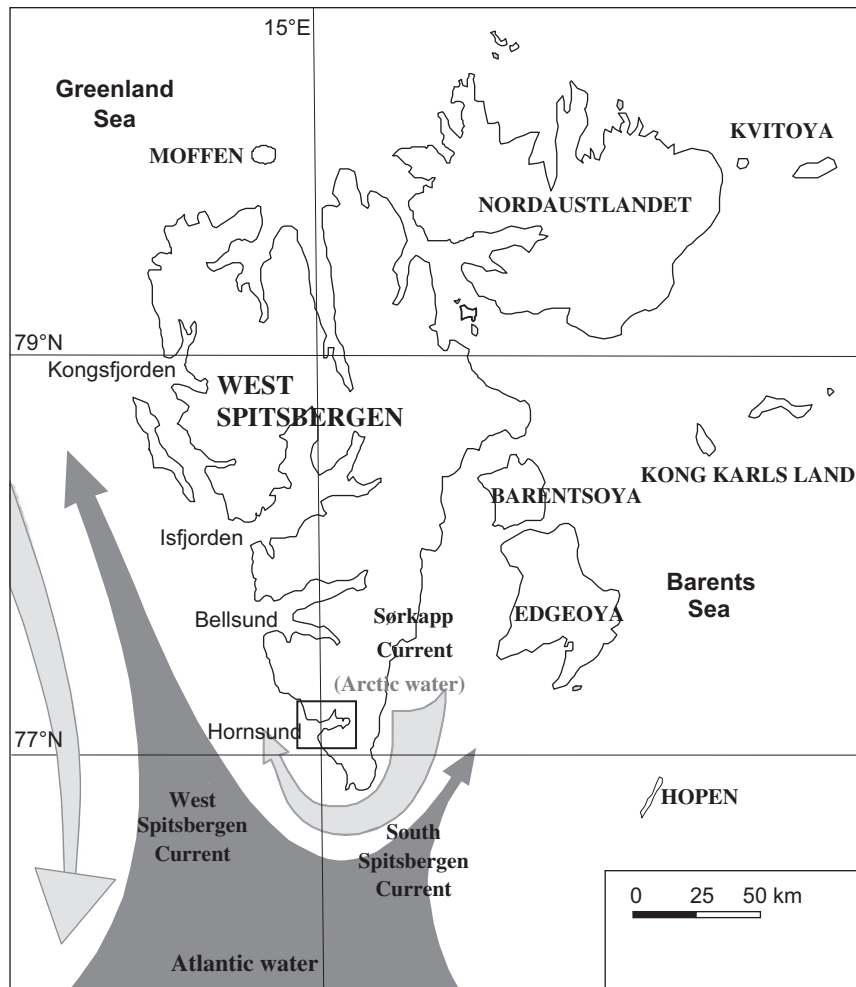 15°E
Greenland
Sea
MOFFEN
KVITOYA
NORDAUSTLANDET
79°N
Kongsfjorden
WEST
SPITSBERGEN
KONG KARLS LAND
BARENTSOYA
Isfjorden
Barents
Sea
Bellsund
Sørkapp
EDGEOYA
Current
(Arctic water)
Hornsund
77°N
West
Spitsbergen
Current
HOPEN
South
Spitsbergen
Current
0 25 50 km
Atlantic water